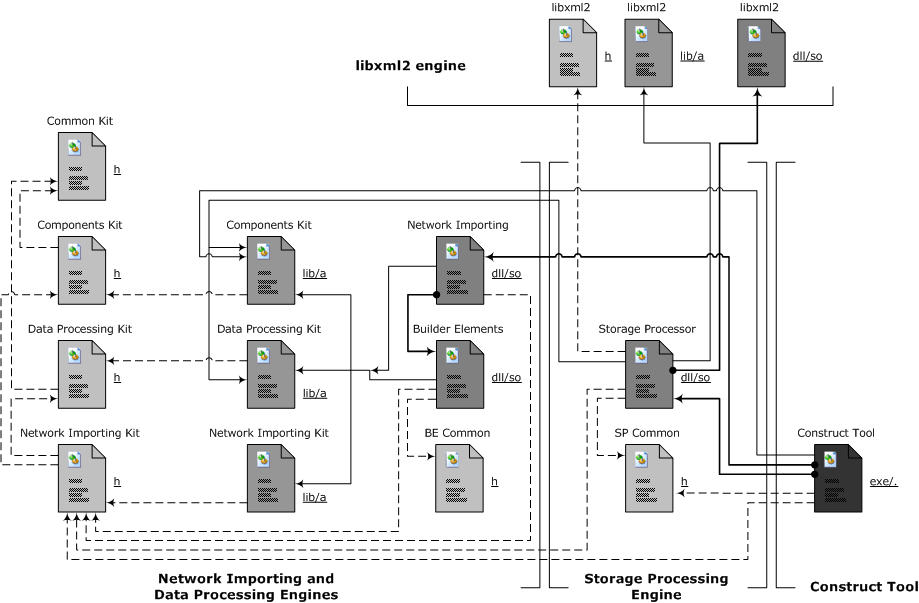 libxml2
libxml2
libxml2
h
lib/a
dll/so
libxml2 engine
Common Kit
h
Components Kit
h
Components Kit
lib/a
Network Importing
dll/so
Data Processing Kit
h
Data Processing Kit
lib/a
Builder Elements
dll/so
Storage Processor
dll/so
Network Importing Kit
h
Network Importing Kit
lib/a
BE Common
h
SP Common
h
Construct Tool
exe/.
Network Importing and
Data Processing Engines
Storage Processing
Engine
Construct Tool